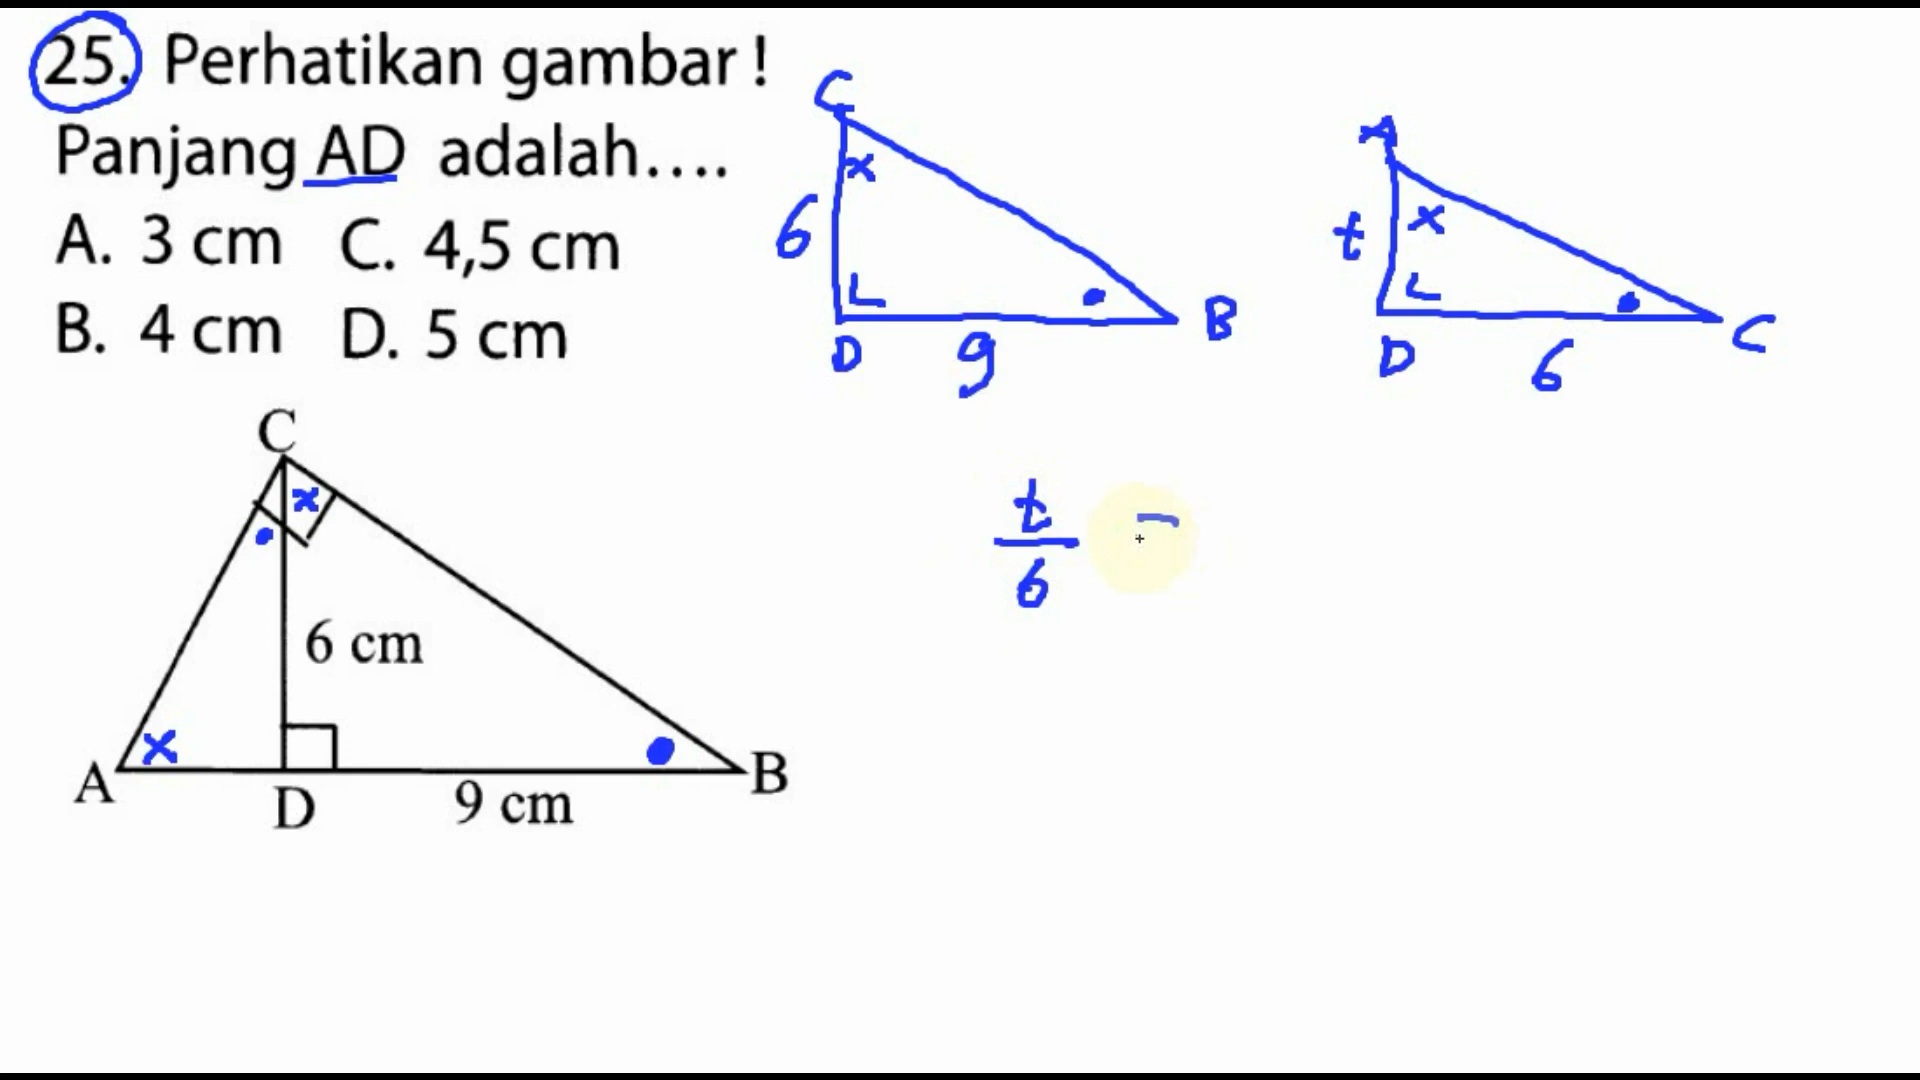 25. Perhatikan gambar !
Panjang AD adalah....
A. 3 cm C. 4,5 cm
B. 4 cm D. 5 cm
C
x
6
D
9
B
A
t
x
D
6
C
t
6
C
x
6 cm
A
x
D
9 cm
B